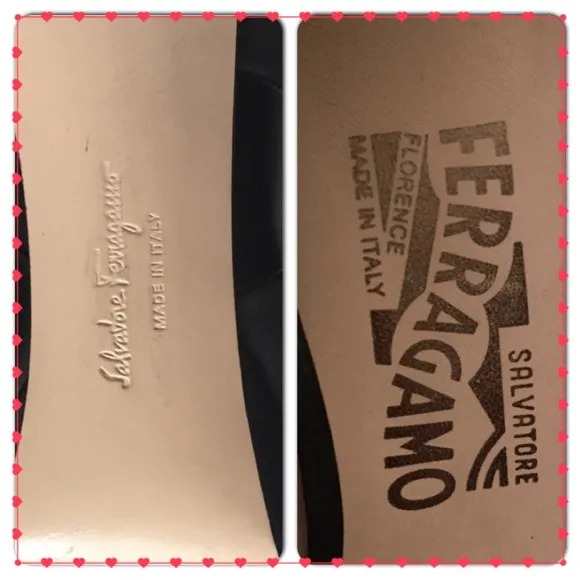 Salvatore Ferragamo
MADE IN ITALY
SALVATORE
FERRAGAMO
FLORENCE
MADE IN ITALY